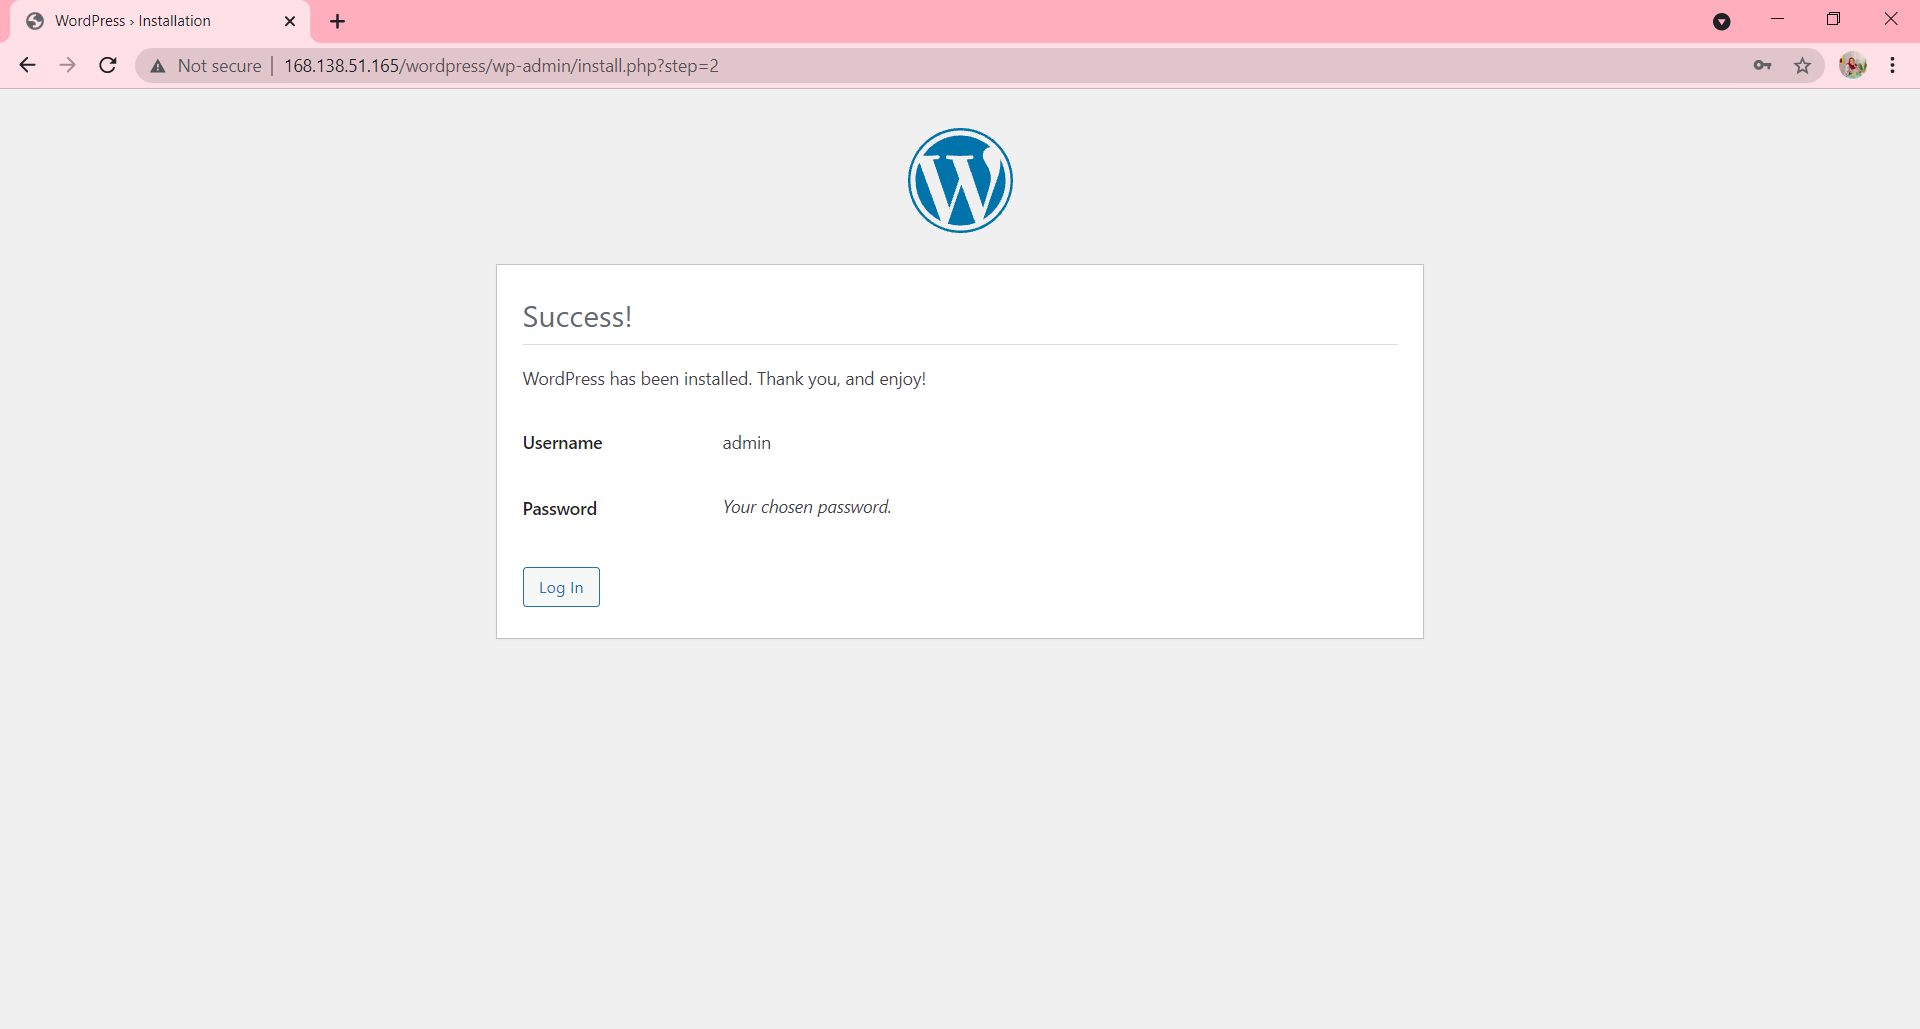 WordPress › Installation
Not secure | 168.138.51.165/wordpress/wp-admin/install.php?step=2
Success!
WordPress has been installed. Thank you, and enjoy!
Username admin
Password Your chosen password.
Log In